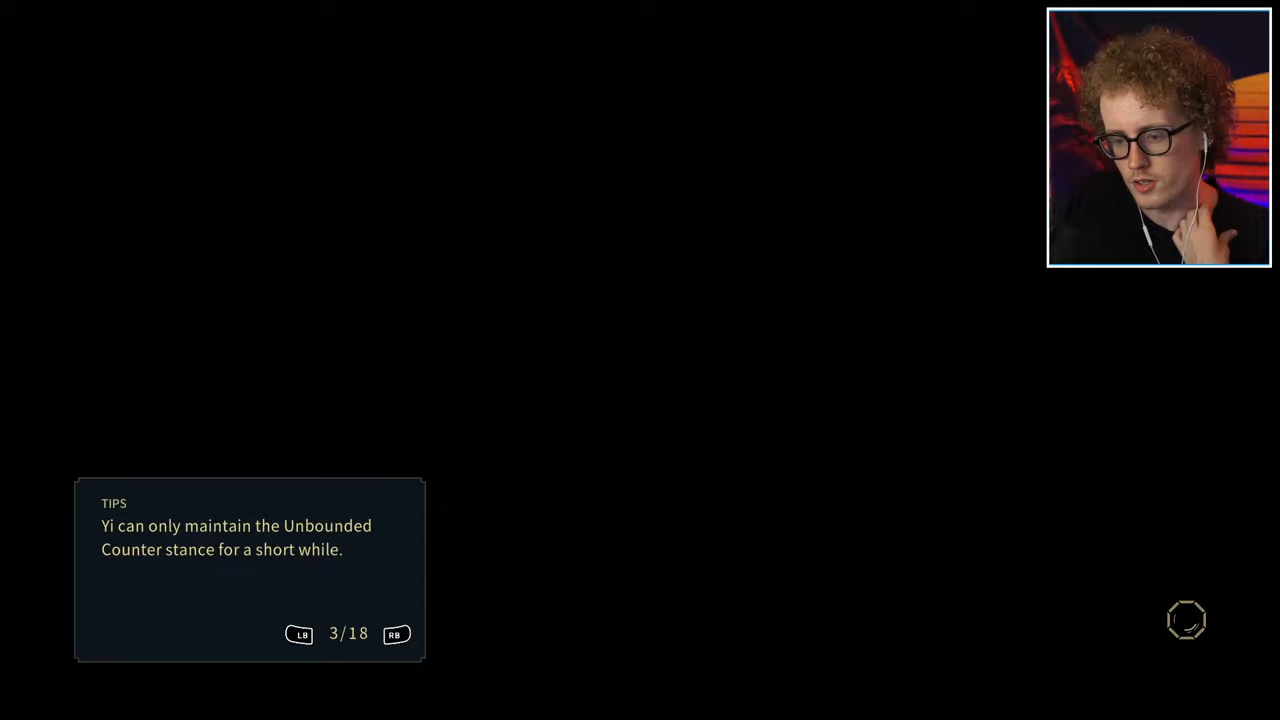 TIPS
Yi can only maintain the Unbounded
Counter stance for a short while.
LB 3/18 RB